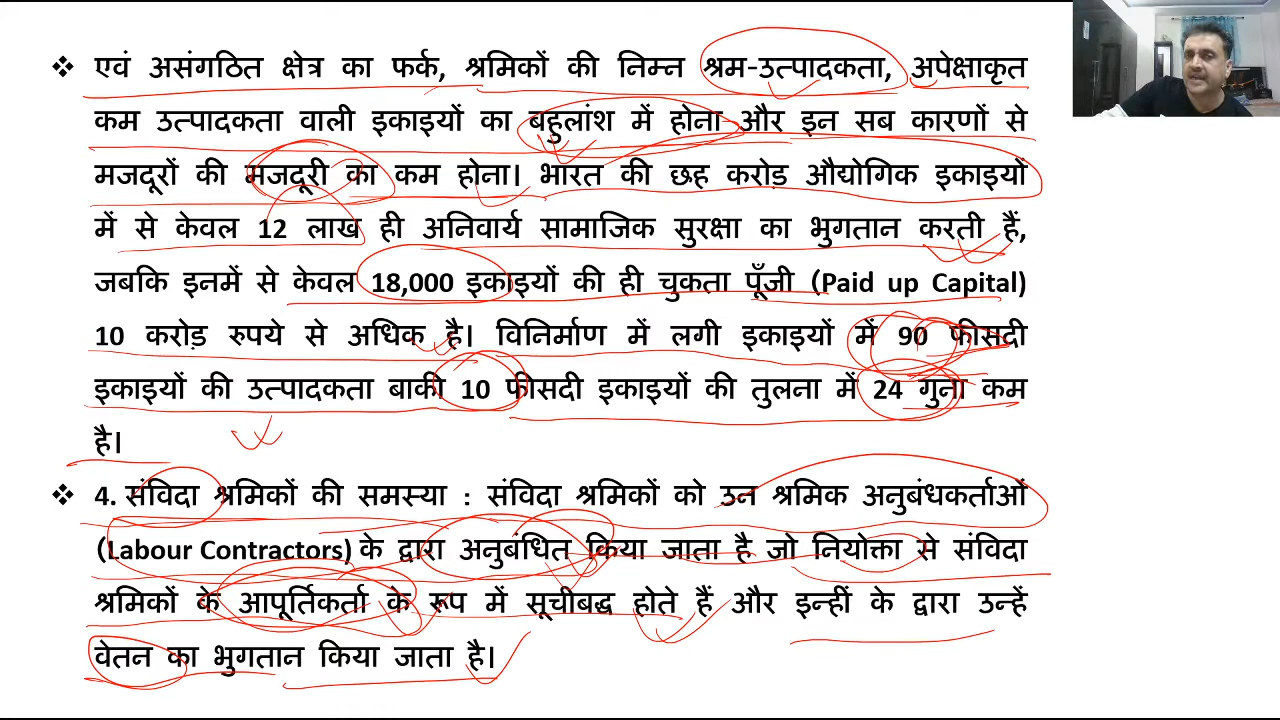 ❖ एवं असंगठित क्षेत्र का फर्क, श्रमिकों की निम्न श्रम-उत्पादकता, अपेक्षाकृत
कम उत्पादकता वाली इकाइयों का बहुलांश में होना और इन सब कारणों से
मजदूरों की मजदूरी का कम होना। भारत की छह करोड़ औद्योगिक इकाइयों
में से केवल 12 लाख ही अनिवार्य सामाजिक सुरक्षा का भुगतान करती हैं,
जबकि इनमें से केवल 18,000 इकाइयों की ही चुकता पूँजी (Paid up Capital)
10 करोड़ रुपये से अधिक है। विनिर्माण में लगी इकाइयों में 90 फीसदी
इकाइयों की उत्पादकता बाकी 10 फीसदी इकाइयों की तुलना में 24 गुना कम
है।
❖ 4. संविदा श्रमिकों की समस्या : संविदा श्रमिकों को उन श्रमिक अनुबंधकर्ताओं
(Labour Contractors) के द्वारा अनुबंधित किया जाता है जो नियोक्ता से संविदा
श्रमिकों के आपूर्तिकर्ता के रूप में सूचीबद्ध होते हैं और इन्हीं के द्वारा उन्हें
वेतन का भुगतान किया जाता है।